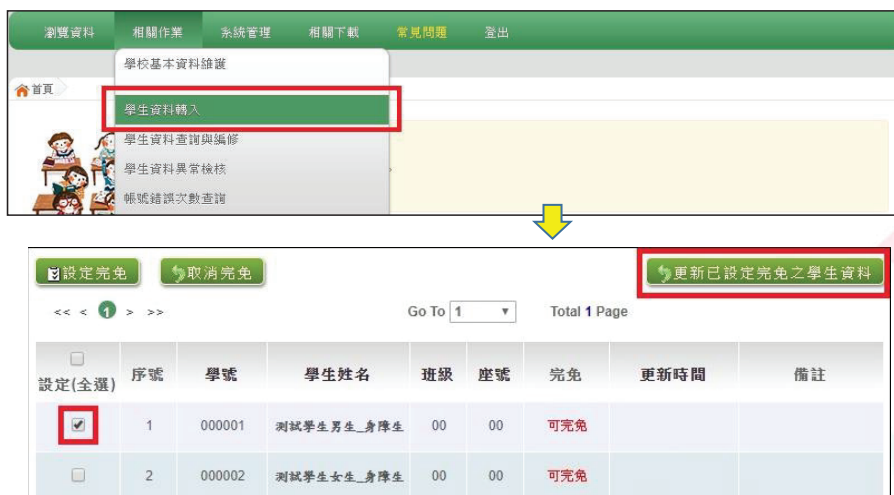 瀏覽資料 相關作業 系統管理 相關下載 常見問題 登出
學校基本資料維護
首頁
學生資料轉入
學生資料查詢與編修
學生資料異常檢核
帳號錯誤次數查詢
設定完免 取消完免 更新已設定完免之學生資料
<< < 1 > >> Go To 1 Total 1 Page
設定(全選) 序號 學號 學生姓名 班級 座號 完免 更新時間 備註
1 000001 測試學生男生_身障生 00 00 可完免
2 000002 測試學生女生_身障生 00 00 可完免